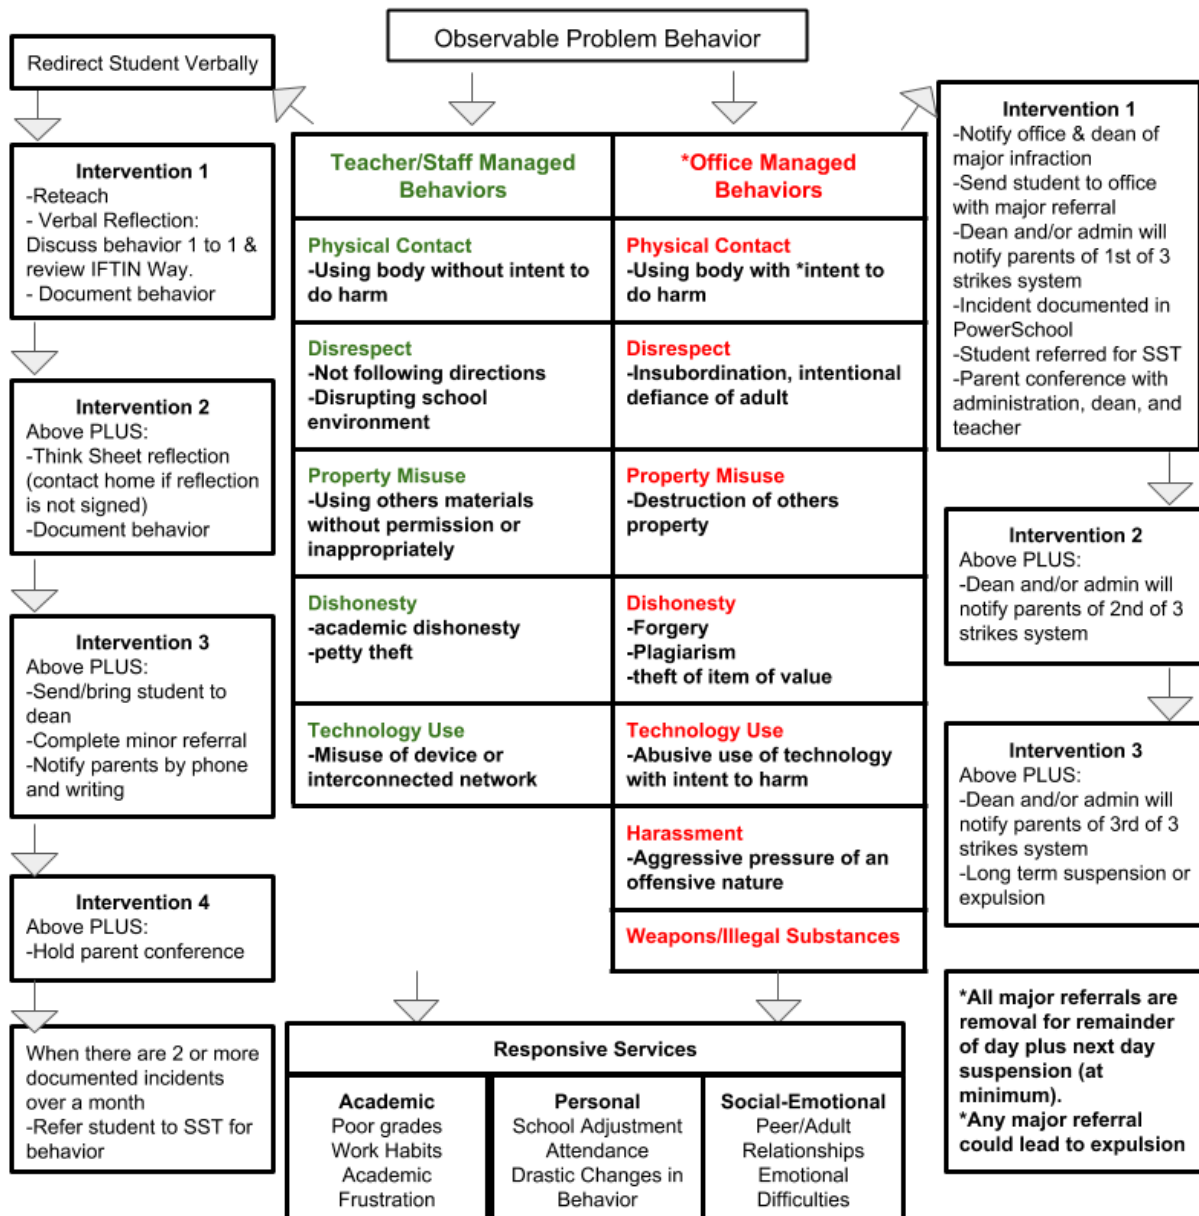 Observable Problem Behavior
Redirect Student Verbally
Intervention 1
-Reteach
- Verbal Reflection:
Discuss behavior 1 to 1 &
review IFTIN Way.
- Document behavior
Intervention 2
Above PLUS:
-Think Sheet reflection
(contact home if reflection
is not signed)
-Document behavior
Intervention 3
Above PLUS:
-Send/bring student to
dean
-Complete minor referral
-Notify parents by phone
and writing
Intervention 4
Above PLUS:
-Hold parent conference
When there are 2 or more
documented incidents
over a month
-Refer student to SST for
behavior
Teacher/Staff Managed
Behaviors
Physical Contact
-Using body without intent to
do harm
Disrespect
-Not following directions
-Disrupting school
environment
Property Misuse
-Using others materials
without permission or
inappropriately
Dishonesty
-academic dishonesty
-petty theft
Technology Use
-Misuse of device or
interconnected network
*Office Managed
Behaviors
Physical Contact
-Using body with *intent to
do harm
Disrespect
-Insubordination, intentional
defiance of adult
Property Misuse
-Destruction of others
property
Dishonesty
-Forgery
-Plagiarism
-theft of item of value
Technology Use
-Abusive use of technology
with intent to harm
Harassment
-Aggressive pressure of an
offensive nature
Weapons/Illegal Substances
Intervention 1
-Notify office & dean of
major infraction
-Send student to office
with major referral
-Dean and/or admin will
notify parents of 1st of 3
strikes system
-Incident documented in
PowerSchool
-Student referred for SST
-Parent conference with
administration, dean, and
teacher
Intervention 2
Above PLUS:
-Dean and/or admin will
notify parents of 2nd of 3
strikes system
Intervention 3
Above PLUS:
-Dean and/or admin will
notify parents of 3rd of 3
strikes system
-Long term suspension or
expulsion
*All major referrals are
removal for remainder
of day plus next day
suspension (at
minimum).
*Any major referral
could lead to expulsion
Responsive Services
Academic
Poor grades
Work Habits
Academic
Frustration
Personal
School Adjustment
Attendance
Drastic Changes in
Behavior
Social-Emotional
Peer/Adult
Relationships
Emotional
Difficulties